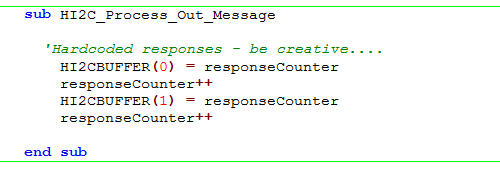 sub HI2C_Process_Out_Message
'Hardcoded responses - be creative....
HI2CBUFFER(0) = responseCounter
responseCounter++
HI2CBUFFER(1) = responseCounter
responseCounter++
end sub